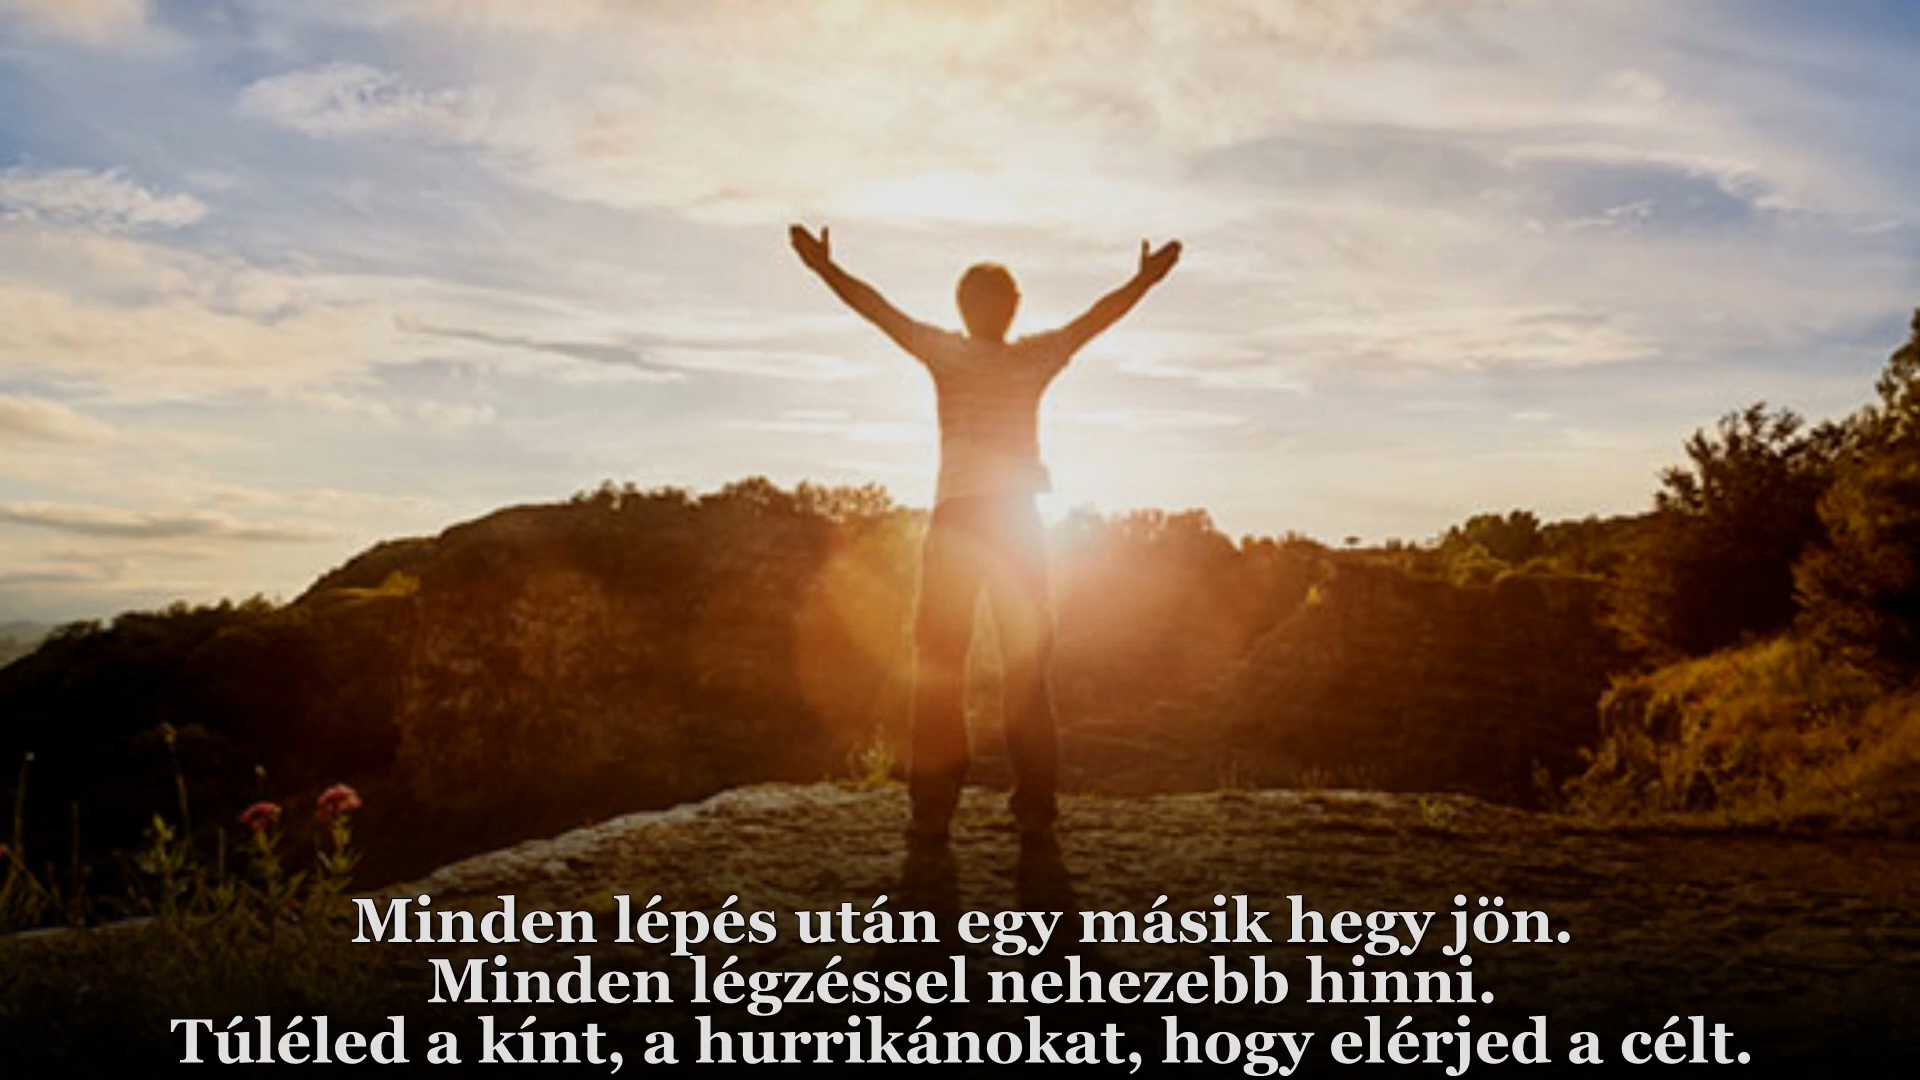 Minden lépés után egy másik hegy jön.
Minden légzéssel nehezebb hinni.
Túléled a kínt, a hurrikánokat, hogy elérjed a célt.